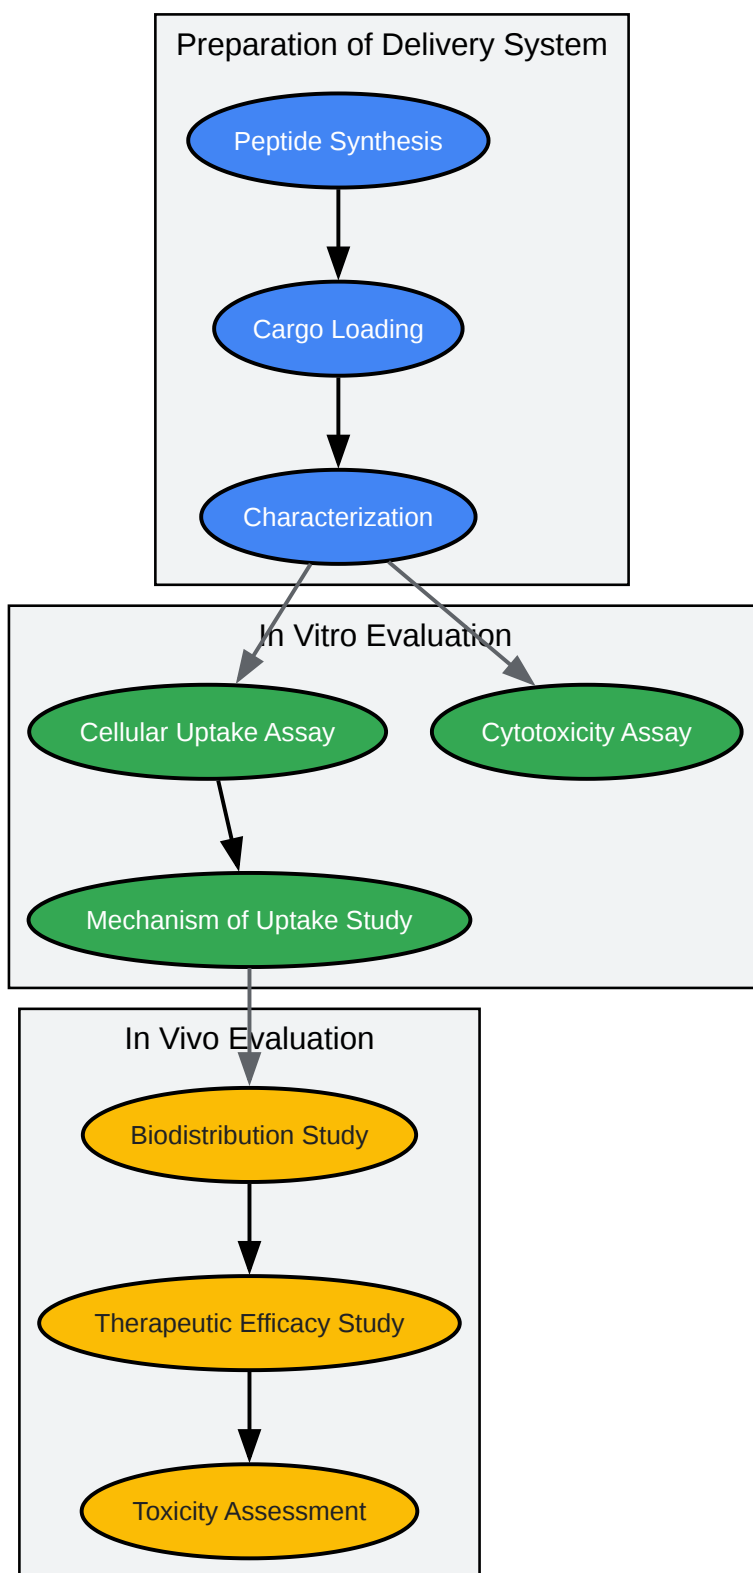 Preparation of Delivery System
Peptide Synthesis
Cargo Loading
Characterization
In Vitro Evaluation
Cellular Uptake Assay
Cytotoxicity Assay
Mechanism of Uptake Study
In Vivo Evaluation
Biodistribution Study
Therapeutic Efficacy Study
Toxicity Assessment